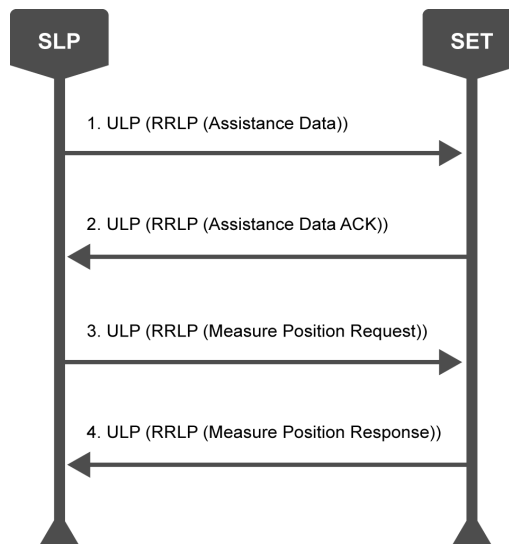 SLP
SET
1. ULP (RRLP (Assistance Data))
2. ULP (RRLP (Assistance Data ACK))
3. ULP (RRLP (Measure Position Request))
4. ULP (RRLP (Measure Position Response))